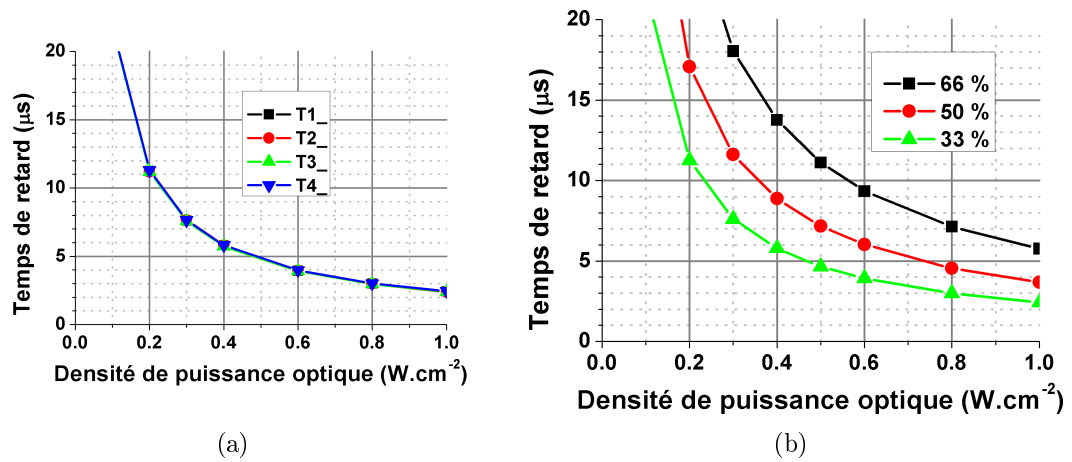 20
15
10
5
0
0.0 0.2 0.4 0.6 0.8 1.0
Temps de retard (µs)
Densité de puissance optique (W.cm-2)
T1_
T2_
T3_
T4_
(a)
20
15
10
5
0
0.0 0.2 0.4 0.6 0.8 1.0
Temps de retard (µs)
Densité de puissance optique (W.cm-2)
66 %
50 %
33 %
(b)